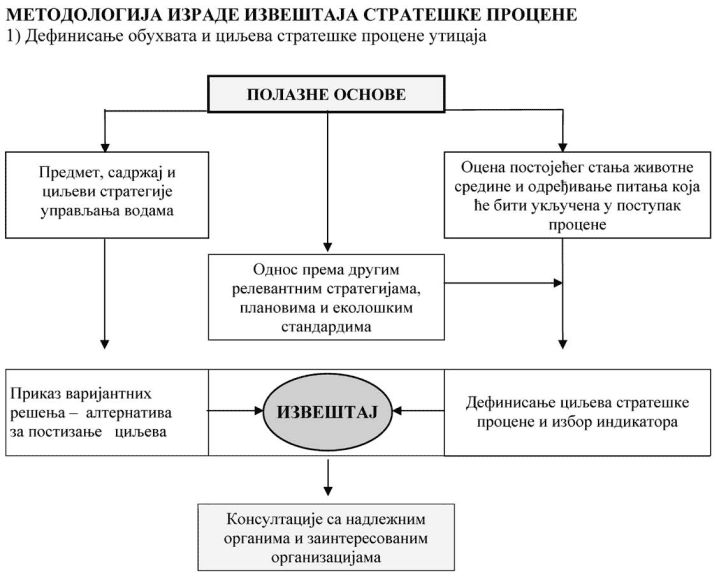 МЕТОДОЛОГИЈА ИЗРАДЕ ИЗВЕШТАЈА СТРАТЕШКЕ ПРОЦЕНЕ
1) Дефинисање обухвата и циљева стратешке процене утицаја
ПОЛАЗНЕ ОСНОВЕ
Предмет, садржај и
циљеви стратегије
управљања водама
Оцена постојећег стања животне
средине и одређивање питања која
ће бити укључена у поступак
процене
Однос према другим
релевантним стратегијама,
плановима и еколошким
стандардима
Приказ варијантних
решења – алтернатива
за постизање циљева
ИЗВЕШТАЈ
Дефинисање циљева стратешке
процене и избор индикатора
Консултације са надлежним
органима и заинтересованим
организацијама